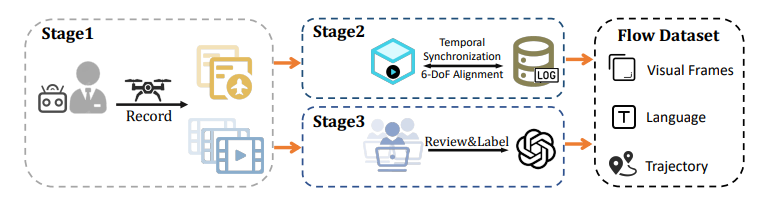 Stage1
Record
Stage2
Temporal
Synchronization
6-DoF Alignment
LOG
Stage3
Review&Label
Flow Dataset
Visual Frames
T
Language
Trajectory